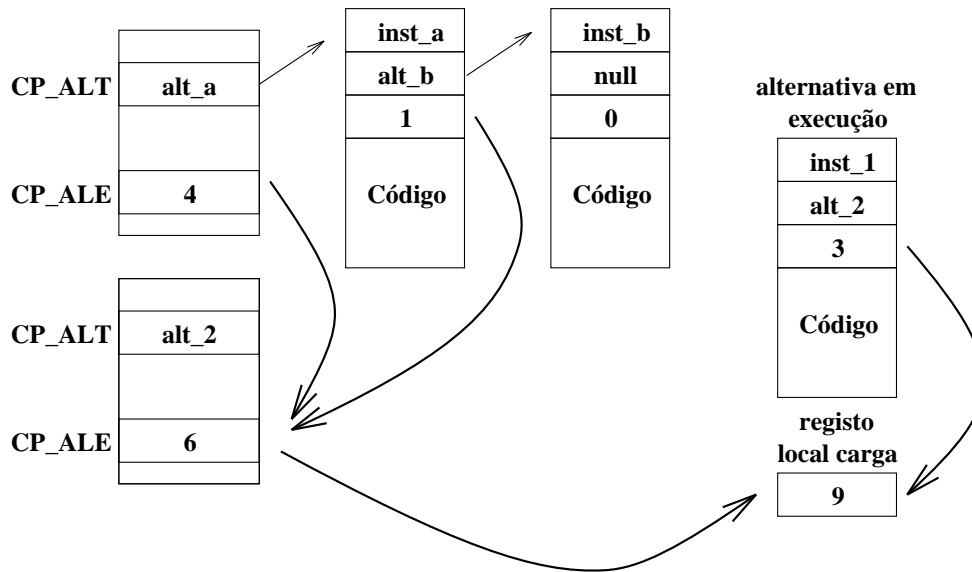 inst_a
inst_b
CP_ALT
alt_a
alt_b
null
alternativa em
execução
1
0
inst_1
CP_ALE
4
Código
Código
alt_2
3
CP_ALT
alt_2
Código
CP_ALE
6
registo
local carga
9